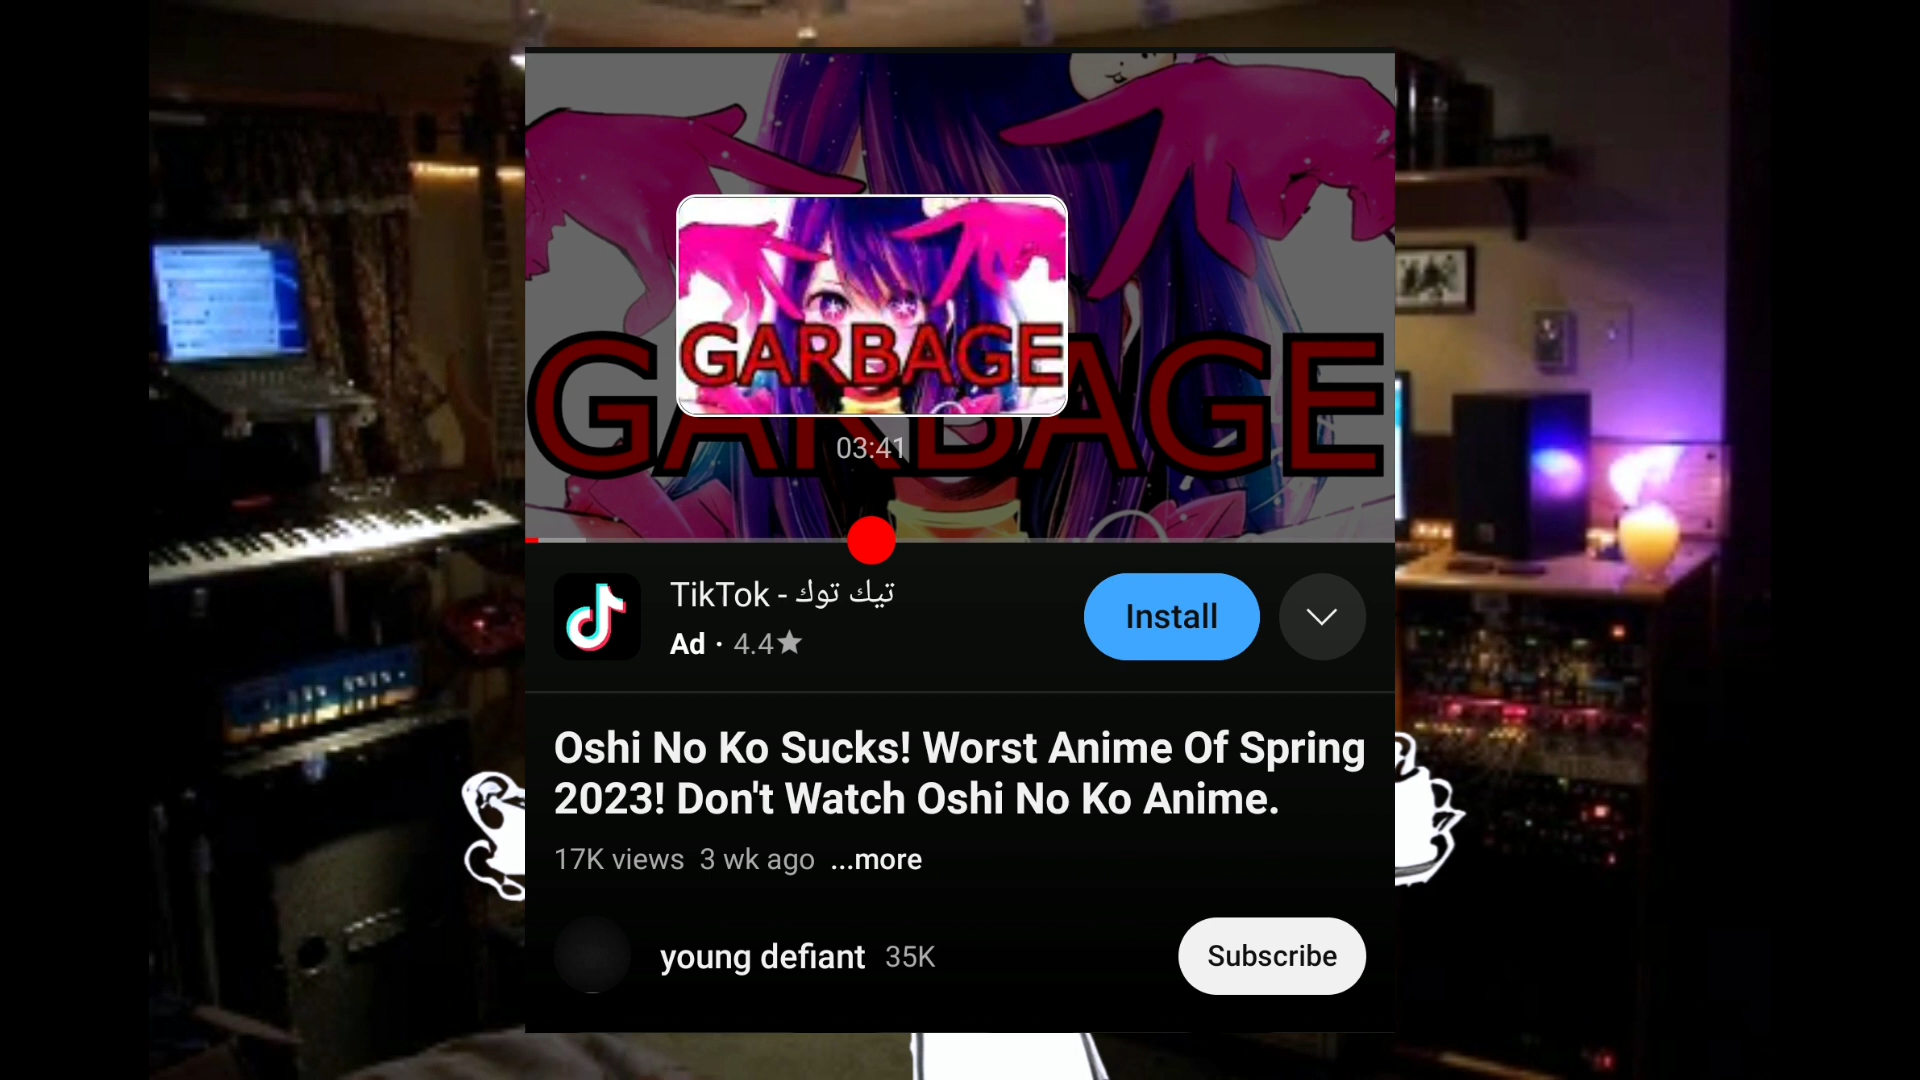 GARBAGE
GARBAGE
03:41
TikTok - تيك توك
Ad · 4.4★
Install
Oshi No Ko Sucks! Worst Anime Of Spring
2023! Don't Watch Oshi No Ko Anime.
17K views 3 wk ago ...more
young defiant 35K
Subscribe